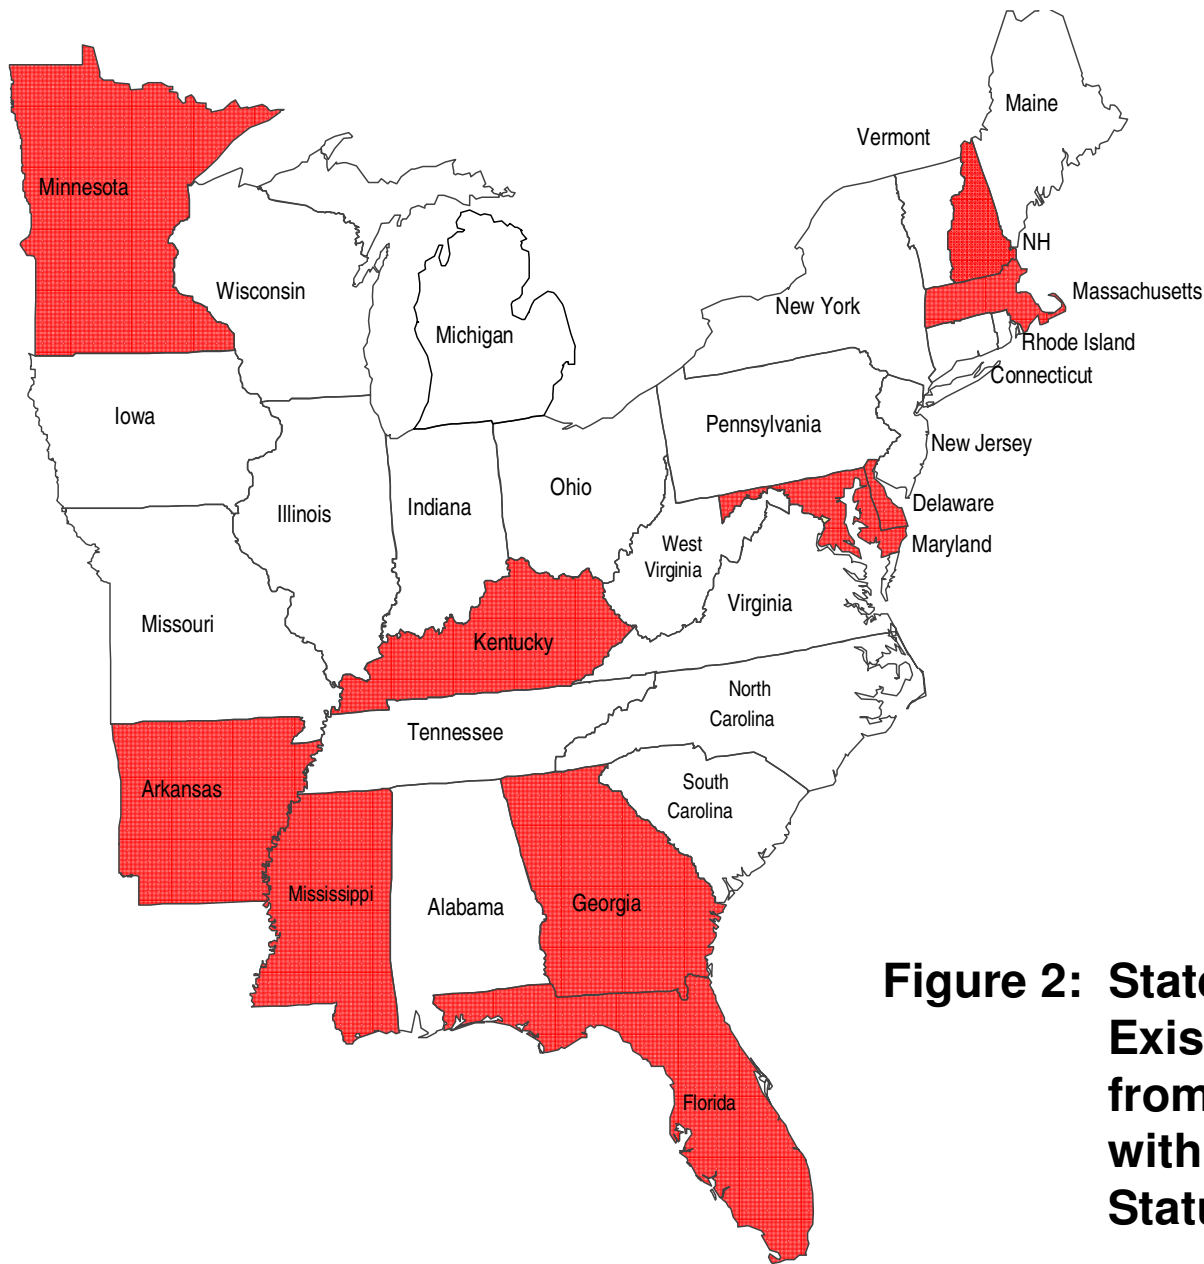 Maine
Vermont
Minnesota
NH
Wisconsin
Massachusetts
New York
Michigan
Rhode Island
Connecticut
Iowa
Pennsylvania
New Jersey
Ohio
Indiana
Illinois
Delaware
Maryland
West
Virginia
Virginia
Missouri
Kentucky
North
Carolina
Tennessee
South
Carolina
Arkansas
Mississippi
Georgia
Alabama
Figure 2:
from
with
Florida